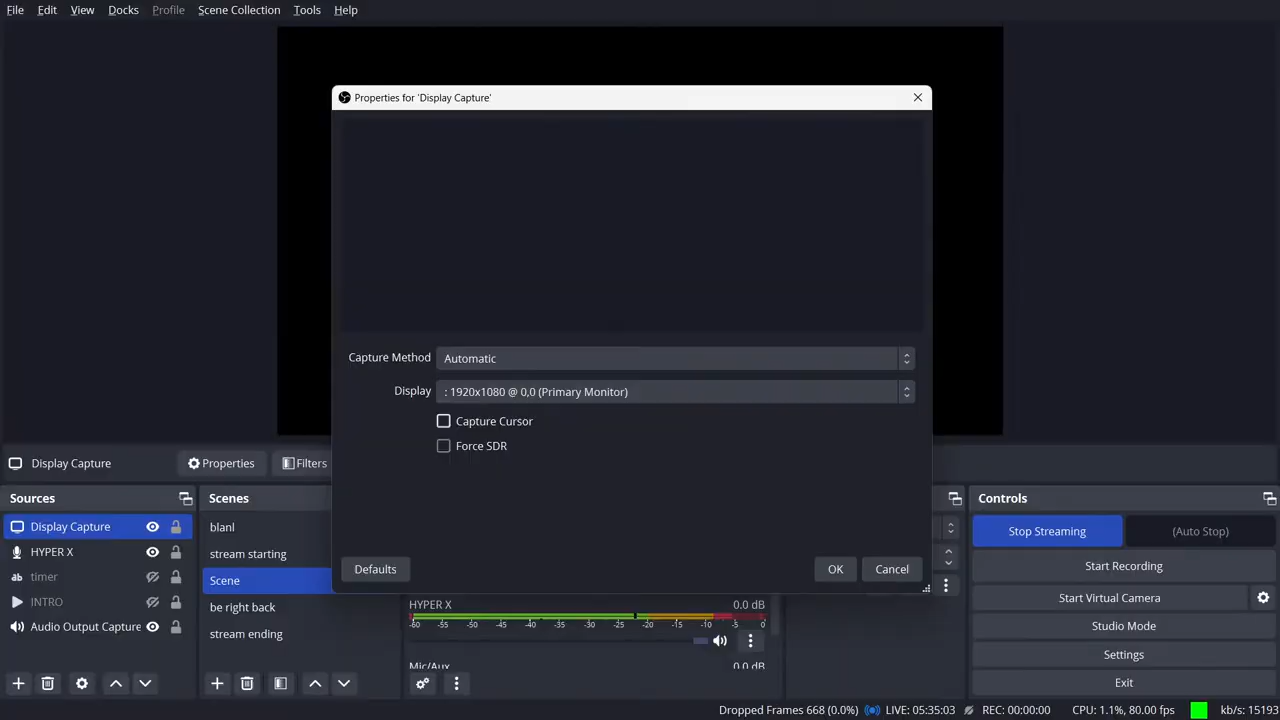 File Edit View Docks Profile Scene Collection Tools Help
Properties for 'Display Capture'
Capture Method Automatic
Display : 1920x1080 @ 0,0 (Primary Monitor)
Capture Cursor
Force SDR
Defaults OK Cancel
Display Capture Properties Filters
Sources
Display Capture
HYPER X
ab timer
INTRO
Audio Output Capture
Scenes
blanl
stream starting
Scene
be right back
stream ending
HYPER X 0.0 dB
-60 -55 -50 -45 -40 -35 -30 -25 -20 -15 -10 -5 0
Mic/Aux 0.0 dB
Controls
Stop Streaming (Auto Stop)
Start Recording
Start Virtual Camera
Studio Mode
Settings
Exit
Dropped Frames 668 (0.0%) LIVE: 05:35:03 REC: 00:00:00 CPU: 1.1%, 80.00 fps kb/s: 15193